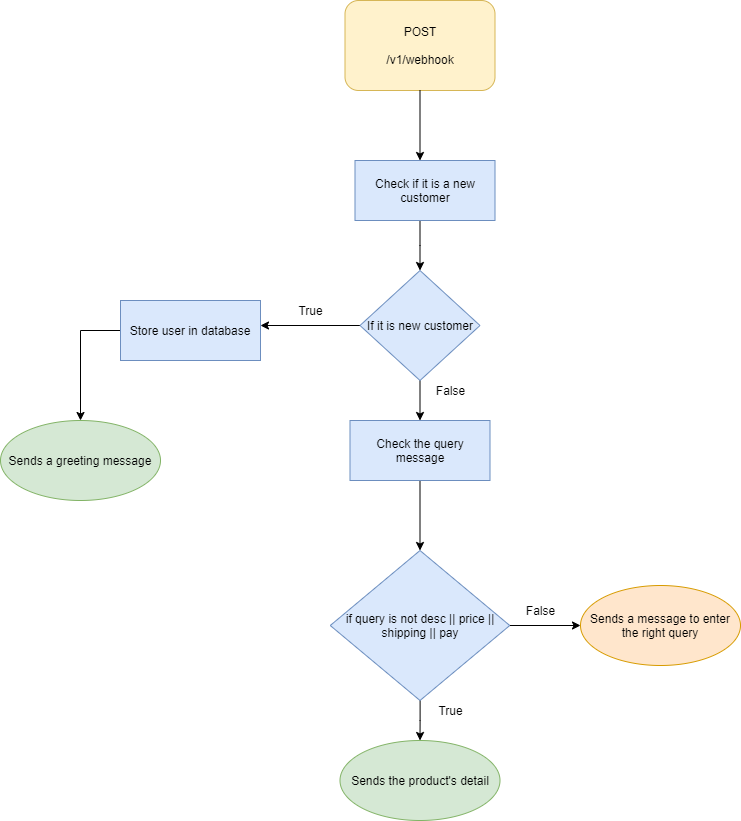 POST
/v1/webhook
Check if it is a new
customer
True
If it is new customer
Store user in database
False
Check the query
message
Sends a greeting message
if query is not desc || price ||
shipping || pay
False
Sends a message to enter
the right query
True
Sends the product's detail